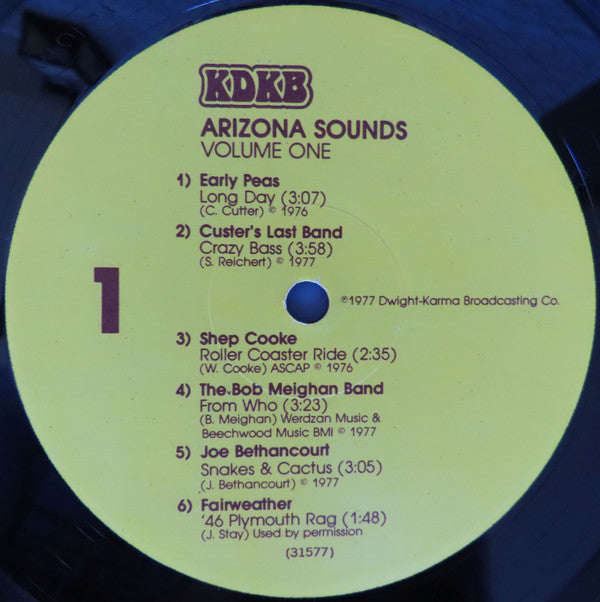 KDKB
ARIZONA SOUNDS
VOLUME ONE
1) Early Peas
Long Day (3:07)
(C. Cutter) © 1976
2) Custer's Last Band
Crazy Bass (3:58)
(S. Reichert) © 1977
1
℗1977 Dwight-Karma Broadcasting Co.
3) Shep Cooke
Roller Coaster Ride (2:35)
(W. Cooke) ASCAP © 1976
4) The Bob Meighan Band
From Who (3:23)
(B. Meighan) Werdzan Music &
Beechwood Music BMI © 1977
5) Joe Bethancourt
Snakes & Cactus (3:05)
(J. Bethancourt) © 1977
6) Fairweather
'46 Plymouth Rag (1:48)
(J. Stay) Used by permission
(31577)